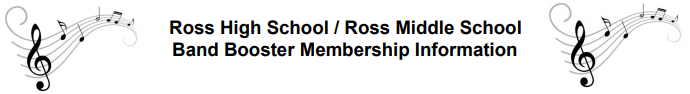 Ross High School / Ross Middle School
Band Booster Membership Information